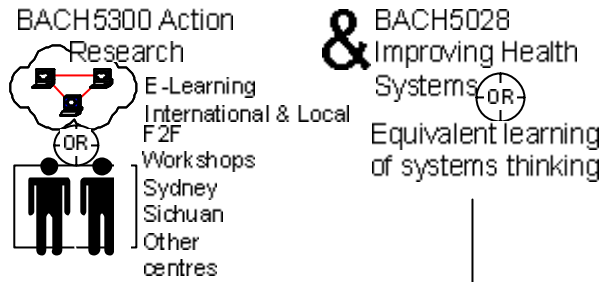 BACH5300 Action
Research
E-Learning
International & Local
F2F
OR
Workshops
Sydney
Sichuan
Other
centres
&
BACH5028
Improving Health
Systems
OR
Equivalent learning
of systems thinking